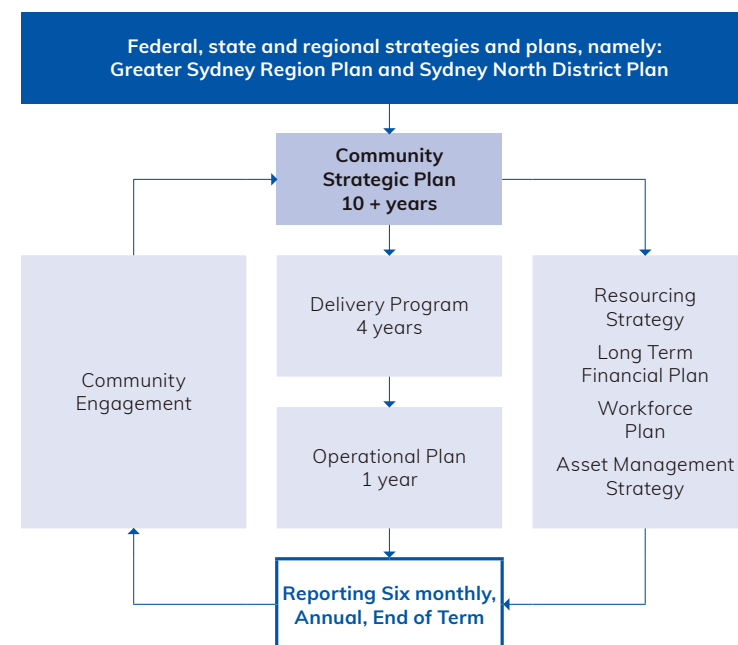 Federal, state and regional strategies and plans, namely:
Greater Sydney Region Plan and Sydney North District Plan
Community
Strategic Plan
10 + years
Community
Engagement
Delivery Program
4 years
Operational Plan
1 year
Resourcing
Strategy
Long Term
Financial Plan
Workforce
Plan
Asset Management
Strategy
Reporting Six monthly,
Annual, End of Term